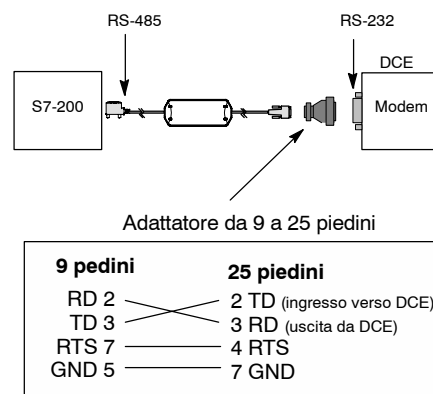 RS-485 RS-232
DCE
S7-200 Modem
Adattatore da 9 a 25 piedini
9 pedini 25 piedini
RD 2 2 TD (ingresso verso DCE)
TD 3 3 RD (uscita da DCE)
RTS 7 4 RTS
GND 5 7 GND